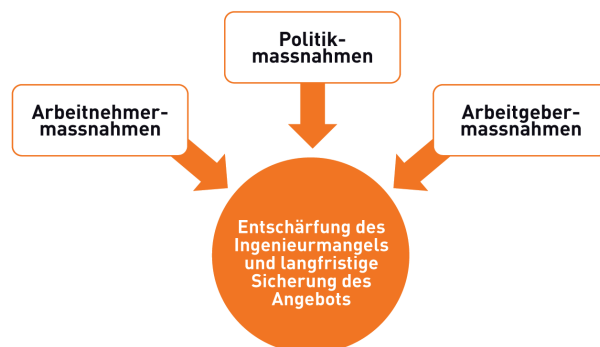 Politik-
massnahmen
Arbeitnehmer-
massnahmen
Arbeitgeber-
massnahmen
Entschärfung des
Ingenieurmangels
und langfristige
Sicherung des
Angebots